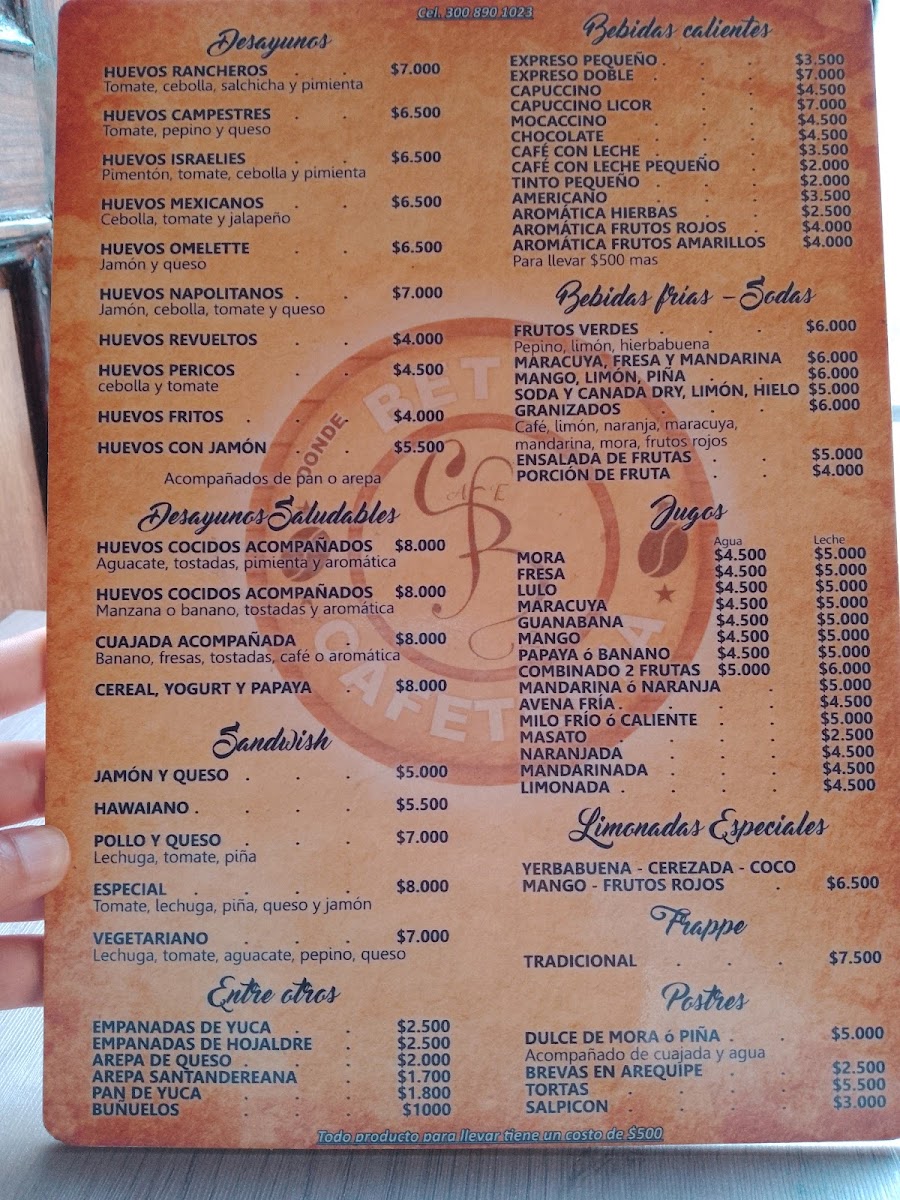 Cel. 300 890 1023
Desayunos
HUEVOS RANCHEROS . . $7.000
Tomate, cebolla, salchicha y pimienta
HUEVOS CAMPESTRES . . $6.500
Tomate, pepino y queso
HUEVOS ISRAELIES . . $6.500
Pimentón, tomate, cebolla y pimienta
HUEVOS MEXICANOS . . $6.500
Cebolla, tomate y jalapeño
HUEVOS OMELETTE . . $6.500
Jamón y queso
HUEVOS NAPOLITANOS . . $7.000
Jamón, cebolla, tomate y queso
HUEVOS REVUELTOS . . $4.000
HUEVOS PERICOS . . $4.500
cebolla y tomate
HUEVOS FRITOS . . . $4.000
HUEVOS CON JAMÓN . . $5.500
Acompañados de pan o arepa
Desayunos Saludables
HUEVOS COCIDOS ACOMPAÑADOS $8.000
Aguacate, tostadas, pimienta y aromática
HUEVOS COCIDOS ACOMPAÑADOS $8.000
Manzana o banano, tostadas y aromática
CUAJADA ACOMPAÑADA . $8.000
Banano, fresas, tostadas, café o aromática
CEREAL, YOGURT Y PAPAYA . $8.000
Sandwish
JAMÓN Y QUESO . . . $5.000
HAWAIANO . . . . $5.500
POLLO Y QUESO . . . $7.000
Lechuga, tomate, piña
ESPECIAL . . . . $8.000
Tomate, lechuga, piña, queso y jamón
VEGETARIANO . . . $7.000
Lechuga, tomate, aguacate, pepino, queso
Entre otros
EMPANADAS DE YUCA . . $2.500
EMPANADAS DE HOJALDRE . $2.500
AREPA DE QUESO . . . $2.000
AREPA SANTANDEREANA . $1.700
PAN DE YUCA . . . $1.800
BUÑUELOS . . . $1000
Bebidas calientes
EXPRESO PEQUEÑO . . . $3.500
EXPRESO DOBLE . . . $7.000
CAPUCCINO . . . $4.500
CAPUCCINO LICOR . . . $7.000
MOCACCINO . . . $4.500
CHOCOLATE . . . $4.500
CAFÉ CON LECHE . . . $3.500
CAFÉ CON LECHE PEQUEÑO . . $2.000
TINTO PEQUEÑO . . . $2.000
AMERICANO . . . $3.500
AROMÁTICA HIERBAS . . $2.500
AROMÁTICA FRUTOS ROJOS . $4.000
AROMÁTICA FRUTOS AMARILLOS $4.000
Para llevar $500 mas
Bebidas frías - Sodas
FRUTOS VERDES . . . $6.000
Pepino, limón, hierbabuena
MARACUYA, FRESA Y MANDARINA $6.000
MANGO, LIMÓN, PIÑA . . $6.000
SODA Y CANADA DRY, LIMÓN, HIELO $5.000
GRANIZADOS . . . $6.000
Café, limón, naranja, maracuya,
mandarina, mora, frutos rojos
ENSALADA DE FRUTAS . . $5.000
PORCIÓN DE FRUTA . . $4.000
Jugos
Agua Leche
MORA $4.500 $5.000
FRESA $4.500 $5.000
LULO $4.500 $5.000
MARACUYA $4.500 $5.000
GUANABANA $4.500 $5.000
MANGO $4.500 $5.000
PAPAYA ó BANANO $4.500 $5.000
COMBINADO 2 FRUTAS $5.000 $6.000
MANDARINA ó NARANJA . $5.000
AVENA FRÍA . . . . $4.500
MILO FRÍO ó CALIENTE . . $5.000
MASATO . . . . $2.500
NARANJADA . . . $4.500
MANDARINADA . . . $4.500
LIMONADA . . . . $4.500
Limonadas Especiales
YERBABUENA - CEREZADA - COCO
MANGO - FRUTOS ROJOS . $6.500
Frappe
TRADICIONAL . . . $7.500
Postres
DULCE DE MORA ó PIÑA . . $5.000
Acompañado de cuajada y agua
BREVAS EN AREQUIPE . . $2.500
TORTAS . . . . $5.500
SALPICON . . . $3.000
DONDE
BET
CAFÉ
CAFET A
Todo producto para llevar tiene un costo de $500